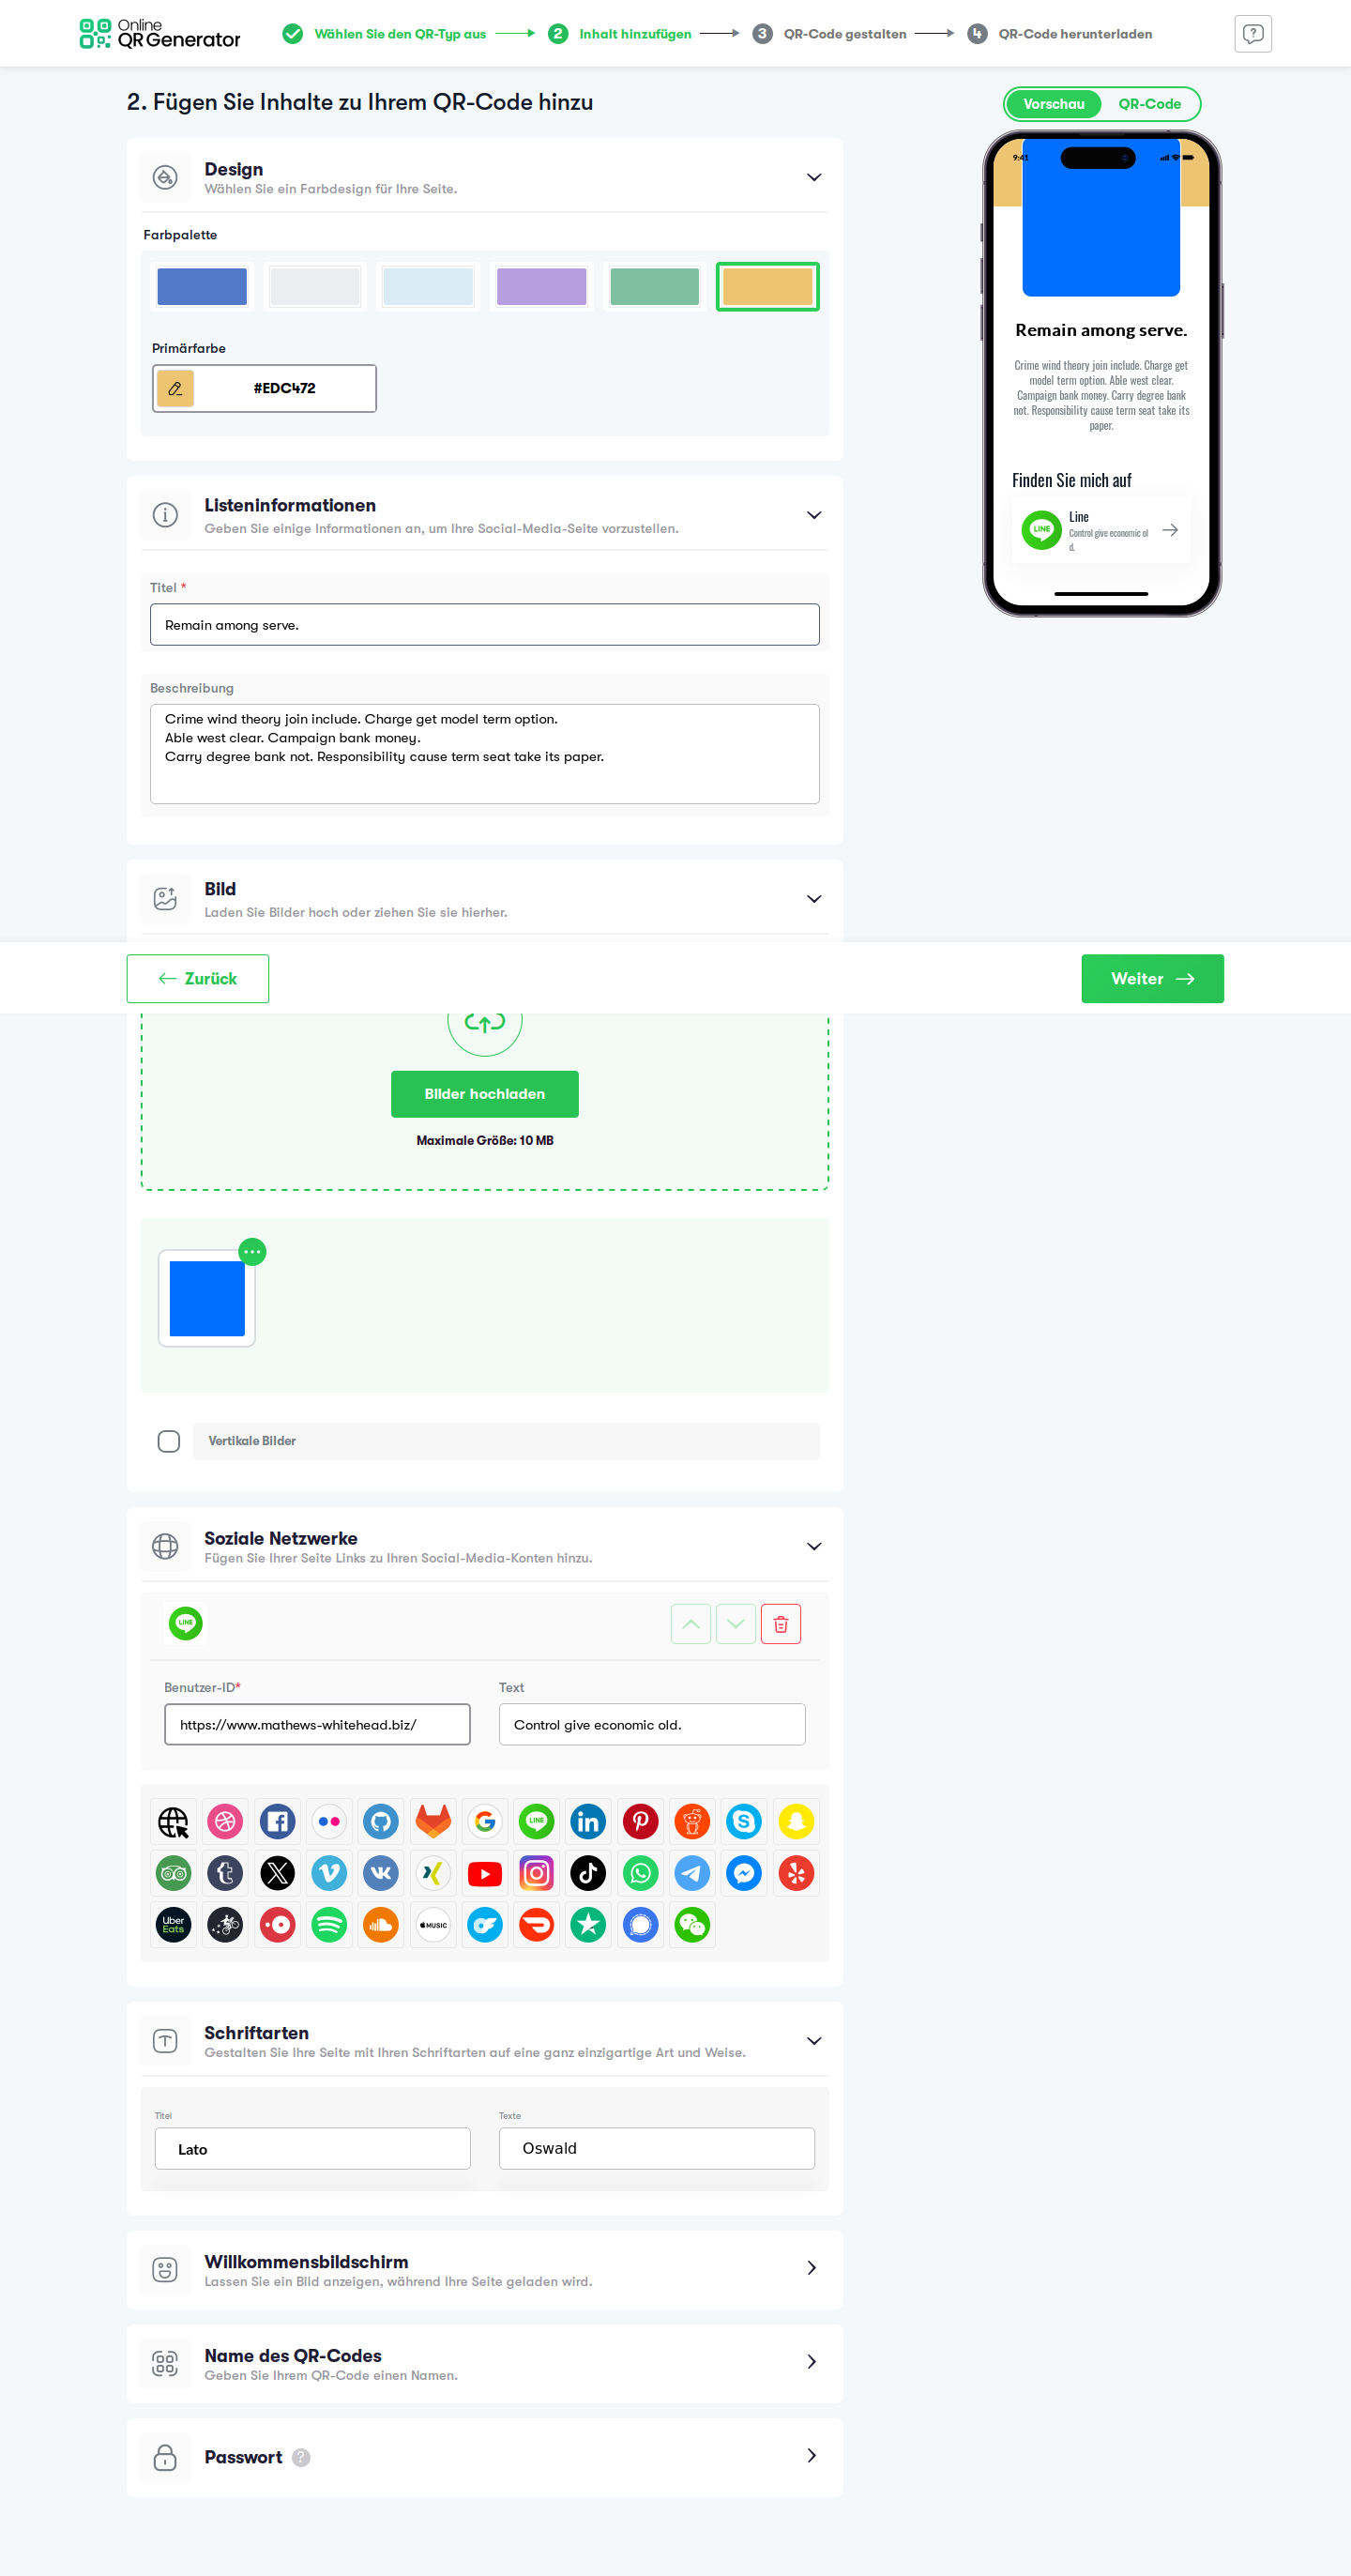 Online
QR Generator
Wählen Sie den QR-Typ aus
2 Inhalt hinzufügen
3 QR-Code gestalten
4 QR-Code herunterladen
2. Fügen Sie Inhalte zu Ihrem QR-Code hinzu
Vorschau QR-Code
Design
Wählen Sie ein Farbdesign für Ihre Seite.
Farbpalette
Primärfarbe
#EDC472
9:41
Remain among serve.
Crime wind theory join include. Charge get
model term option. Able west clear.
Campaign bank money. Carry degree bank
not. Responsibility cause term seat take its
paper.
Finden Sie mich auf
LINE
Line
Control give economic ol
d.
Listeninformationen
Geben Sie einige Informationen an, um Ihre Social-Media-Seite vorzustellen.
Titel *
Remain among serve.
Beschreibung
Crime wind theory join include. Charge get model term option.
Able west clear. Campaign bank money.
Carry degree bank not. Responsibility cause term seat take its paper.
Bild
Laden Sie Bilder hoch oder ziehen Sie sie hierher.
Zurück
Weiter
Bilder hochladen
Maximale Größe: 10 MB
Vertikale Bilder
Soziale Netzwerke
Fügen Sie Ihrer Seite Links zu Ihren Social-Media-Konten hinzu.
LINE
Benutzer-ID*
Text
https://www.mathews-whitehead.biz/
Control give economic old.
LINE
Uber
Eats
MUSIC
Schriftarten
Gestalten Sie Ihre Seite mit Ihren Schriftarten auf eine ganz einzigartige Art und Weise.
Titel
Texte
Lato
Oswald
Willkommensbildschirm
Lassen Sie ein Bild anzeigen, während Ihre Seite geladen wird.
Name des QR-Codes
Geben Sie Ihrem QR-Code einen Namen.
Passwort ?